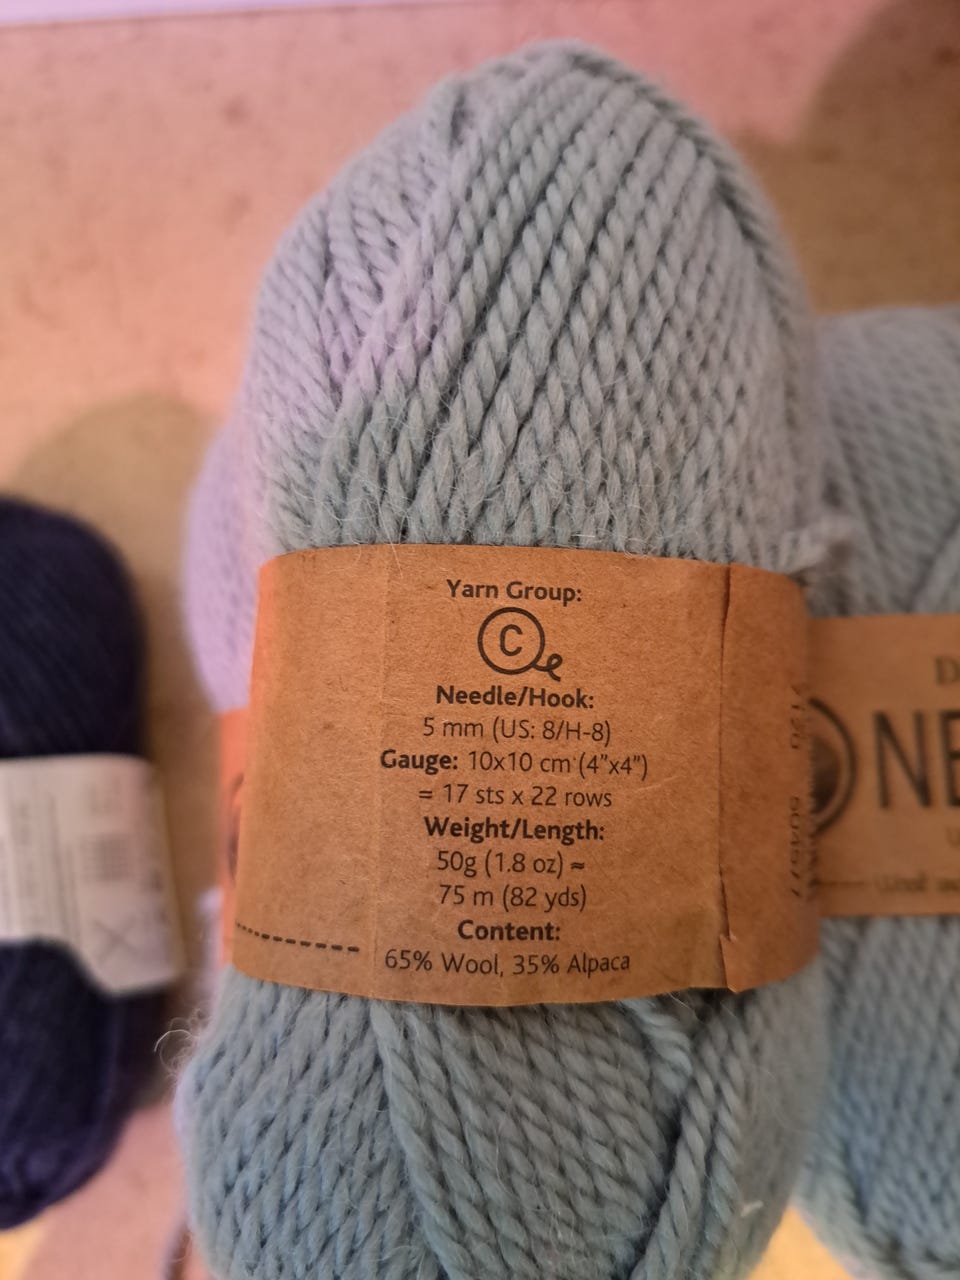 Yarn Group:
C
Needle/Hook:
5 mm (US: 8/H-8)
Gauge: 10x10 cm (4”x4”)
= 17 sts x 22 rows
Weight/Length:
50g (1.8 oz) ≈
75 m (82 yds)
Content:
65% Wool, 35% Alpaca
D
NE